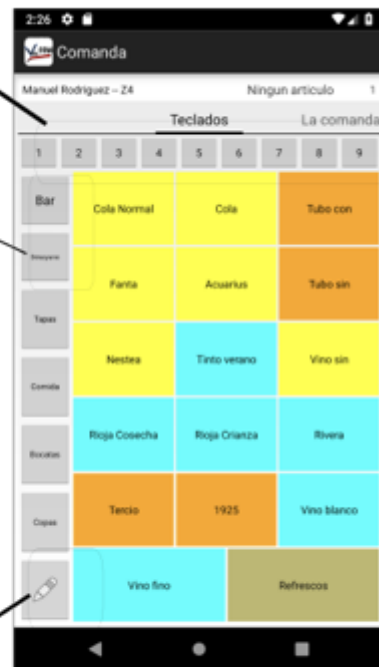 2:26
Comanda
Manuel Rodriguez – Z4 Ningun articulo 1
Teclados La comanda
1 2 3 4 5 6 7 8 9
Bar Cola Normal Cola Tubo con
Fanta Acuarius Tubo sin
Tapas
Nestea Tinto verano Vino sin
Comida
Rioja Cosecha Rioja Crianza Rivera
Bocatas
Copas Tercio 1925 Vino blanco
Vino fino Refrescos